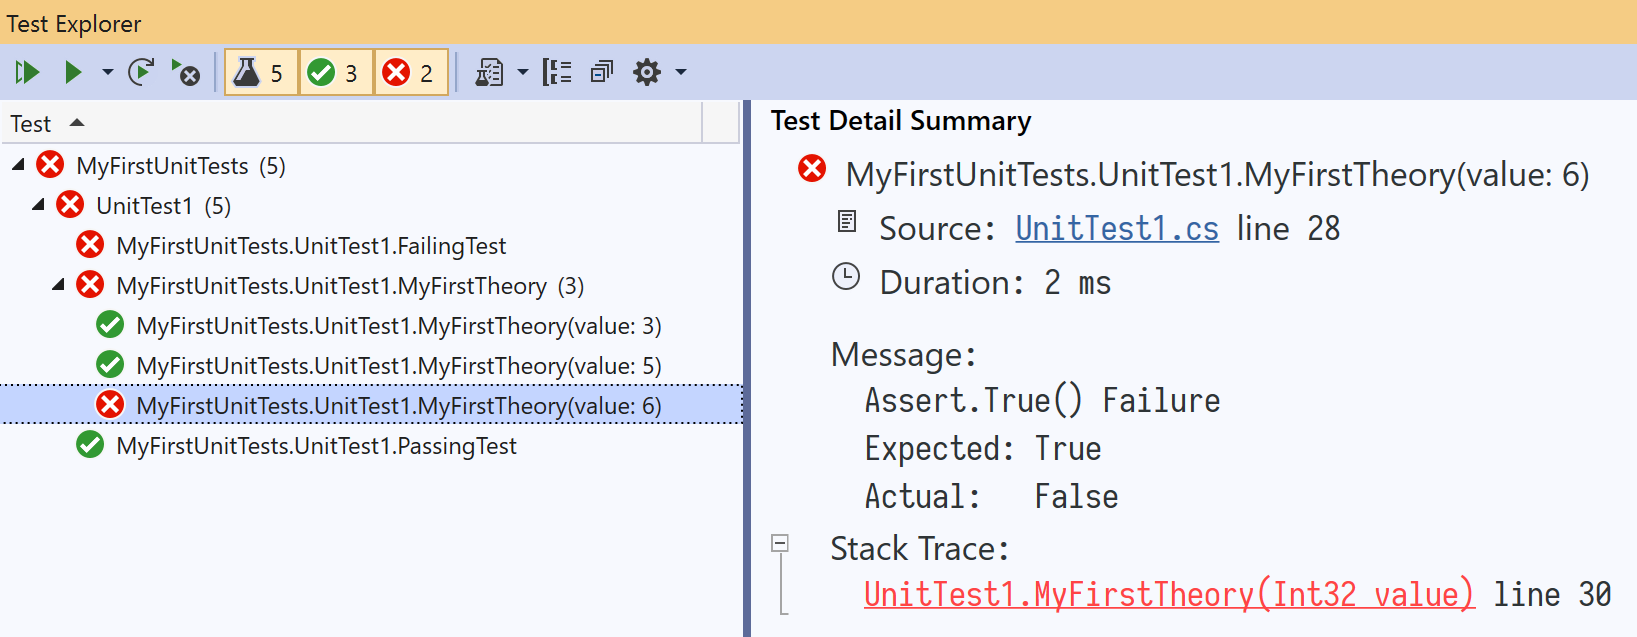 Test Explorer
5 3 2
Test
MyFirstUnitTests (5)
UnitTest1 (5)
MyFirstUnitTests.UnitTest1.FailingTest
MyFirstUnitTests.UnitTest1.MyFirstTheory (3)
MyFirstUnitTests.UnitTest1.MyFirstTheory(value: 3)
MyFirstUnitTests.UnitTest1.MyFirstTheory(value: 5)
MyFirstUnitTests.UnitTest1.MyFirstTheory(value: 6)
MyFirstUnitTests.UnitTest1.PassingTest
Test Detail Summary
MyFirstUnitTests.UnitTest1.MyFirstTheory(value: 6)
Source: UnitTest1.cs line 28
Duration: 2 ms
Message:
Assert.True() Failure
Expected: True
Actual: False
Stack Trace:
UnitTest1.MyFirstTheory(Int32 value) line 30